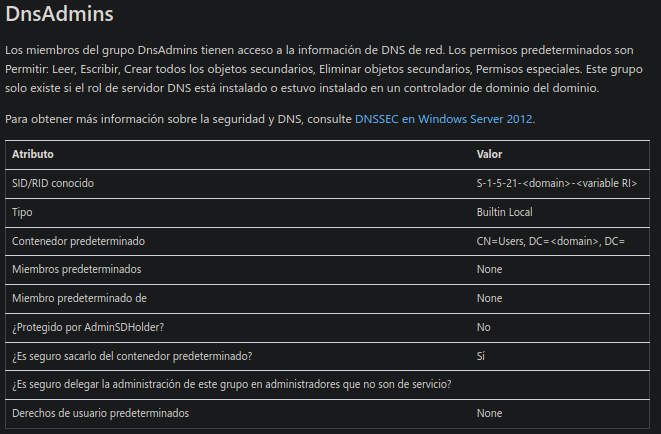 DnsAdmins
Los miembros del grupo DnsAdmins tienen acceso a la información de DNS de red. Los permisos predeterminados son
Permitir: Leer, Escribir, Crear todos los objetos secundarios, Eliminar objetos secundarios, Permisos especiales. Este grupo
solo existe si el rol de servidor DNS está instalado o estuvo instalado en un controlador de dominio del dominio.
Para obtener más información sobre la seguridad y DNS, consulte DNSSEC en Windows Server 2012.
Atributo Valor
SID/RID conocido S-1-5-21-<domain>-<variable RI>
Tipo Builtin Local
Contenedor predeterminado CN=Users, DC=<domain>, DC=
Miembros predeterminados None
Miembro predeterminado de None
¿Protegido por AdminSDHolder? No
¿Es seguro sacarlo del contenedor predeterminado? Sí
¿Es seguro delegar la administración de este grupo en administradores que no son de servicio?
Derechos de usuario predeterminados None